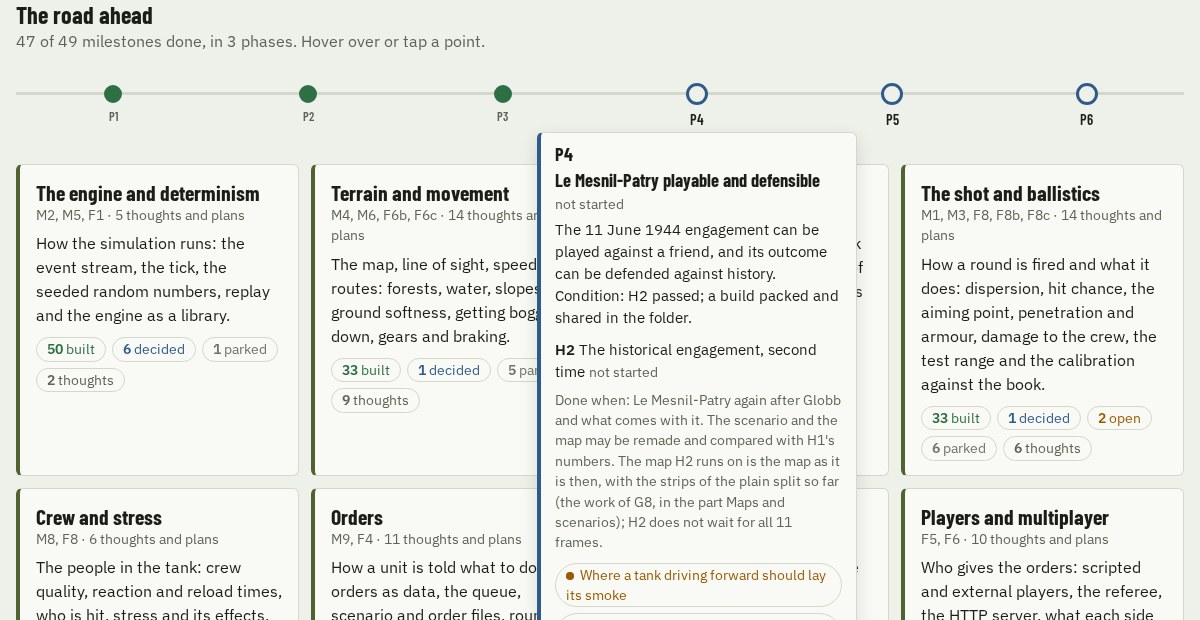 The road ahead
47 of 49 milestones done, in 3 phases. Hover over or tap a point.
P1
P2
P3
P4
P5
P6
The engine and determinism
M2, M5, F1 · 5 thoughts and plans
How the simulation runs: the
event stream, the tick, the
seeded random numbers, replay
and the engine as a library.
50 built
6 decided
1 parked
2 thoughts
Terrain and movement
M4, M6, F6b, F6c · 14 thoughts
plans
The map, line of sight, speed
routes: forests, water, slopes
ground softness, getting
down, gears and braking.
33 built
1 decided
5
9 thoughts
P4
Le Mesnil-Patry playable and defensible
not started
The 11 June 1944 engagement can be
played against a friend, and its outcome
can be defended against history.
Condition: H2 passed; a build packed and
shared in the folder.
H2 The historical engagement, second
time not started
Done when: Le Mesnil-Patry again after Globb
and what comes with it. The scenario and the
map may be remade and compared with H1's
numbers. The map H2 runs on is the map as it
is then, with the strips of the plain split so far
(the work of G8, in the part Maps and
scenarios); H2 does not wait for all 11
frames.
Where a tank driving forward should lay
its smoke
The shot and ballistics
M1, M3, F8, F8b, F8c · 14 thoughts and
plans
How a round is fired and what it
does: dispersion, hit chance, the
aiming point, penetration and
armour, damage to the crew, the
test range and the calibration
against the book.
33 built
1 decided
2 open
6 parked
6 thoughts
Crew and stress
M8, F8 · 6 thoughts and plans
The people in the tank: crew
quality, reaction and reload times,
who is hit, stress and its effects,
Orders
M9, F4 · 11 thoughts and plans
How a unit is told what to do
orders as data, the queue,
scenario and order files,
Players and multiplayer
F5, F6 · 10 thoughts and plans
Who gives the orders: scripted
and external players, the referee,
the HTTP server, what each side